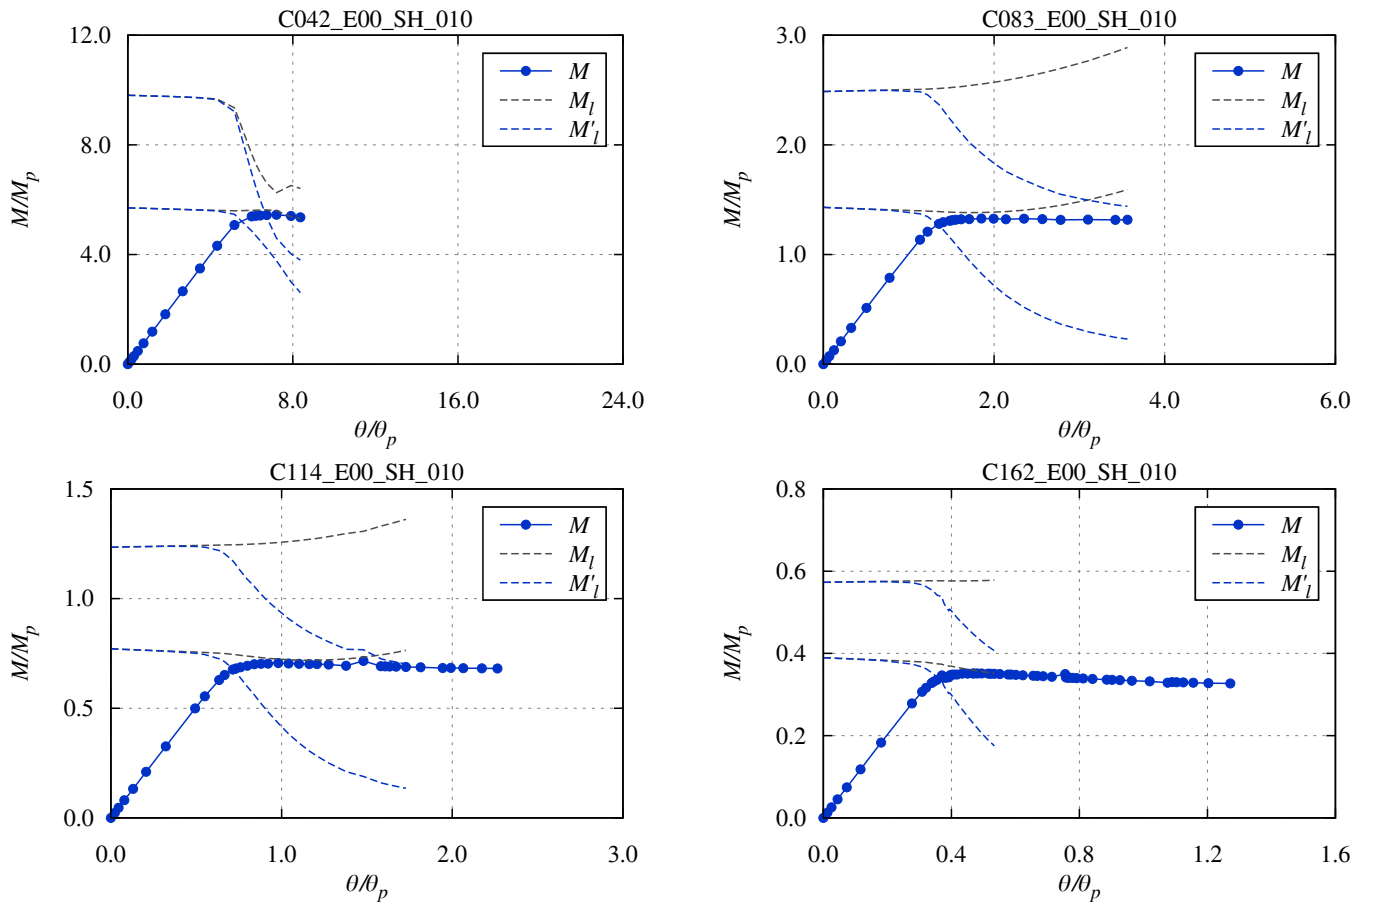 C042_E00_SH_010
12.0
8.0
4.0
0.0
M/M_p
0.0 8.0 16.0 24.0
θ/θ_p
M
M_l
M'_l
C083_E00_SH_010
3.0
2.0
1.0
0.0
M/M_p
0.0 2.0 4.0 6.0
θ/θ_p
M
M_l
M'_l
C114_E00_SH_010
1.5
1.0
0.5
0.0
M/M_p
0.0 1.0 2.0 3.0
θ/θ_p
M
M_l
M'_l
C162_E00_SH_010
0.8
0.6
0.4
0.2
0.0
M/M_p
0.0 0.4 0.8 1.2 1.6
θ/θ_p
M
M_l
M'_l